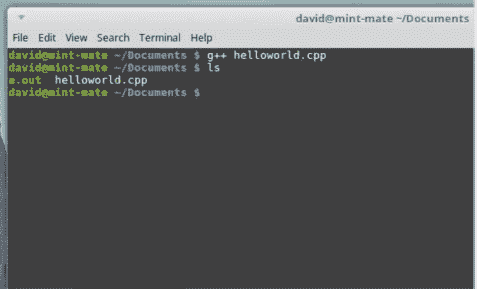 david@mint-mate ~/Documents
File Edit View Search Terminal Help
david@mint-mate ~/Documents $ g++ helloworld.cpp
david@mint-mate ~/Documents $ ls
a.out helloworld.cpp
david@mint-mate ~/Documents $